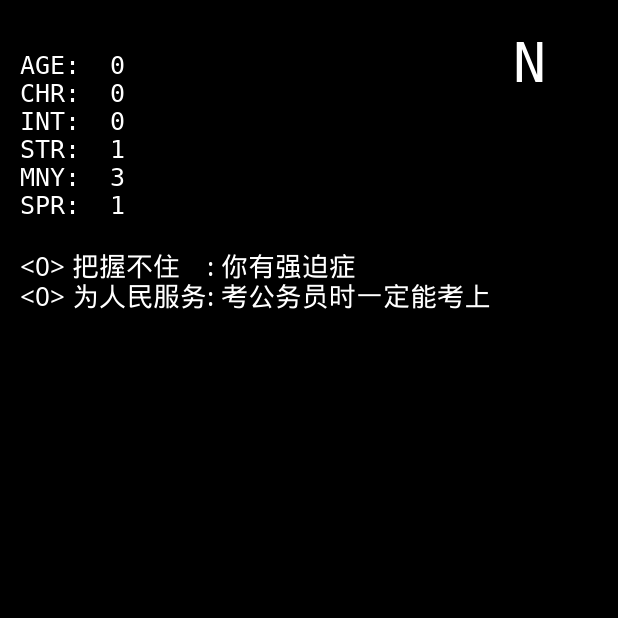 N
AGE: 0
CHR: 0
INT: 0
STR: 1
MNY: 3
SPR: 1
<O> 把握不住 : 你有强迫症
<O> 为人民服务: 考公务员时一定能考上